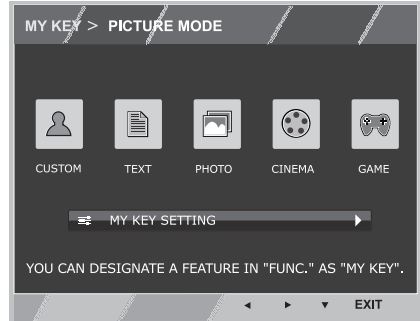 MY KEY > PICTURE MODE
CUSTOM TEXT PHOTO CINEMA GAME
MY KEY SETTING
YOU CAN DESIGNATE A FEATURE IN "FUNC." AS "MY KEY".
EXIT